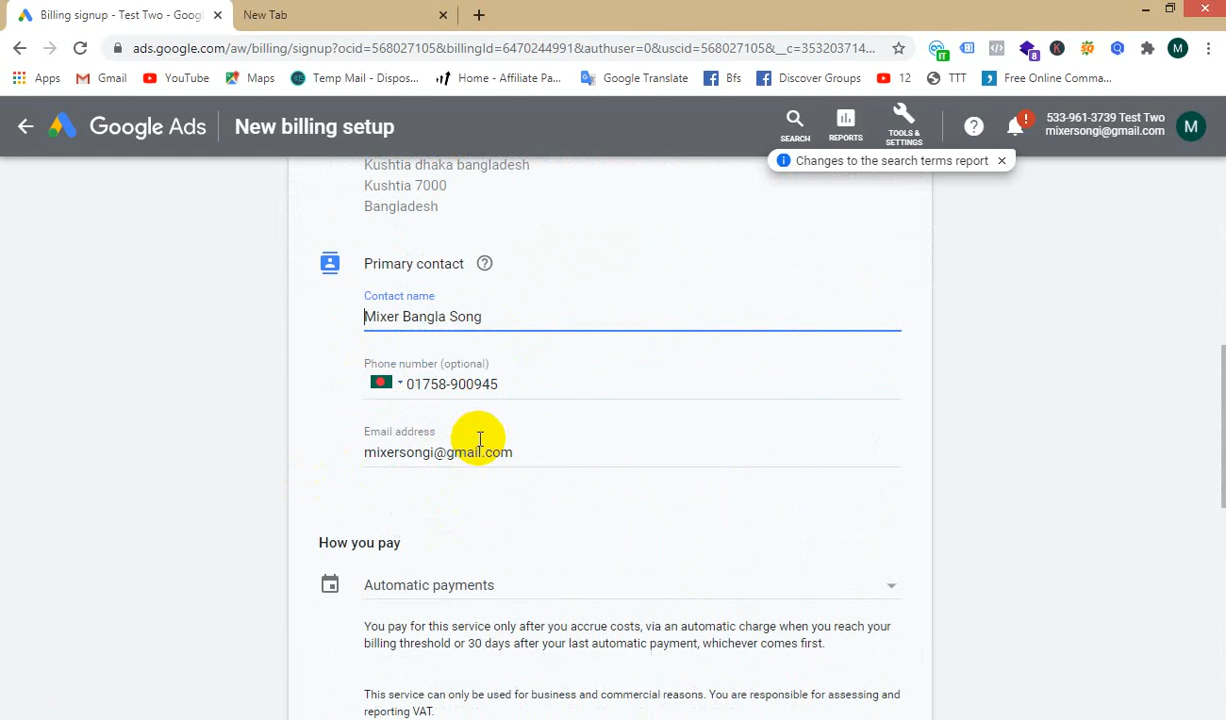 Billing signup - Test Two - Goog
New Tab
ads.google.com/aw/billing/signup?ocid=568027105&billingId=6470244991&authuser=0&uscid=568027105&__c=353203714...
Apps
Gmail
YouTube
Maps
Temp Mail - Dispos...
Home - Affiliate Pa...
Google Translate
Bfs
Discover Groups
12
TTT
Free Online Comma...
Google Ads
New billing setup
SEARCH
REPORTS
TOOLS &
SETTINGS
533-961-3739 Test Two
mixersongi@gmail.com
M
Changes to the search terms report
Kushtia dhaka bangladesh
Kushtia 7000
Bangladesh
Primary contact
Contact name
Mixer Bangla Song
Phone number (optional)
01758-900945
Email address
mixersongi@gmail.com
How you pay
Automatic payments
You pay for this service only after you accrue costs, via an automatic charge when you reach your
billing threshold or 30 days after your last automatic payment, whichever comes first.
This service can only be used for business and commercial reasons. You are responsible for assessing and
reporting VAT.